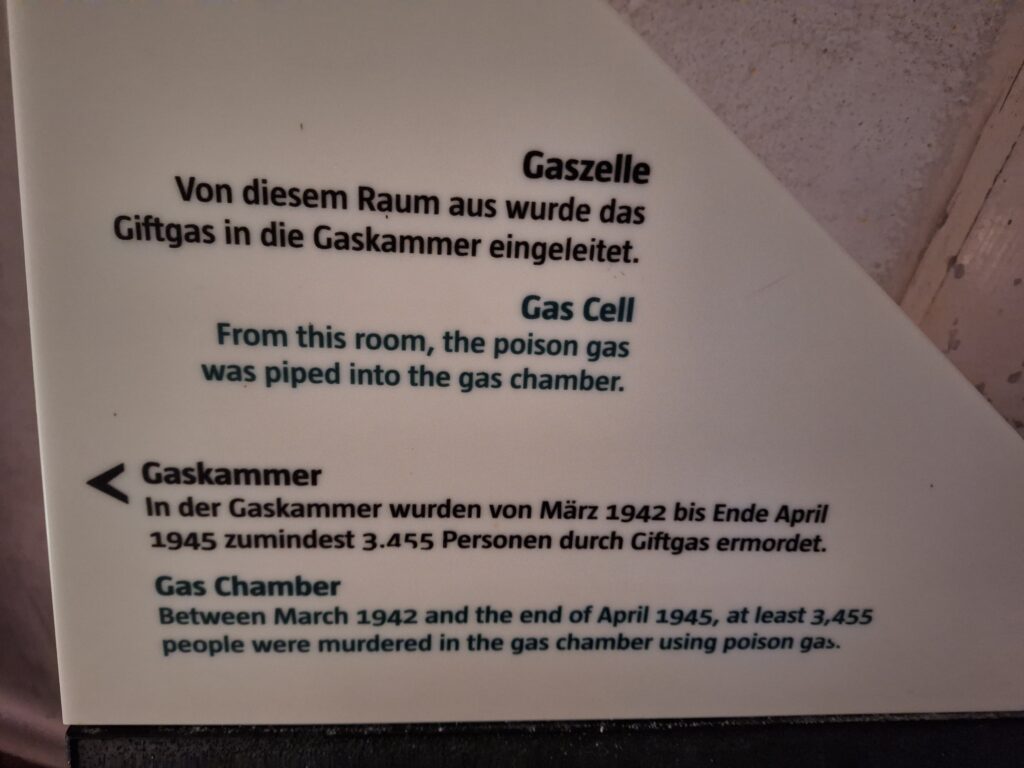 Gaszelle
Von diesem Raum aus wurde das
Giftgas in die Gaskammer eingeleitet.
Gas Cell
From this room, the poison gas
was piped into the gas chamber.
< Gaskammer
In der Gaskammer wurden von März 1942 bis Ende April
1945 zumindest 3.455 Personen durch Giftgas ermordet.
Gas Chamber
Between March 1942 and the end of April 1945, at least 3,455
people were murdered in the gas chamber using poison gas.